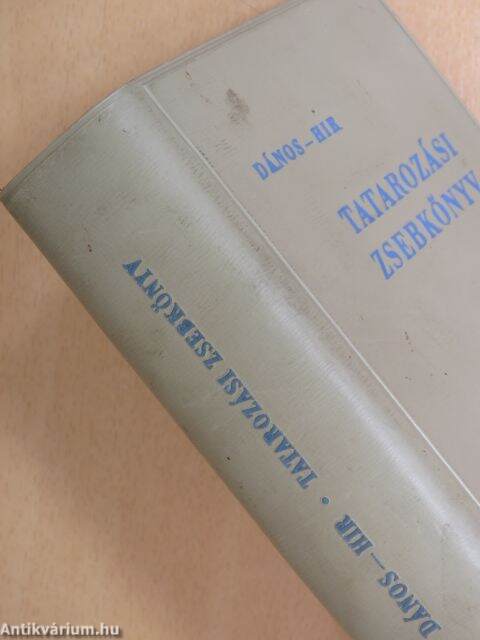 DÁNOS–HIR
TATAROZÁSI
ZSEBKÖNYV
DÁNOS – HIR • TATAROZÁSI ZSEBKÖNYV
Antikvárium.hu